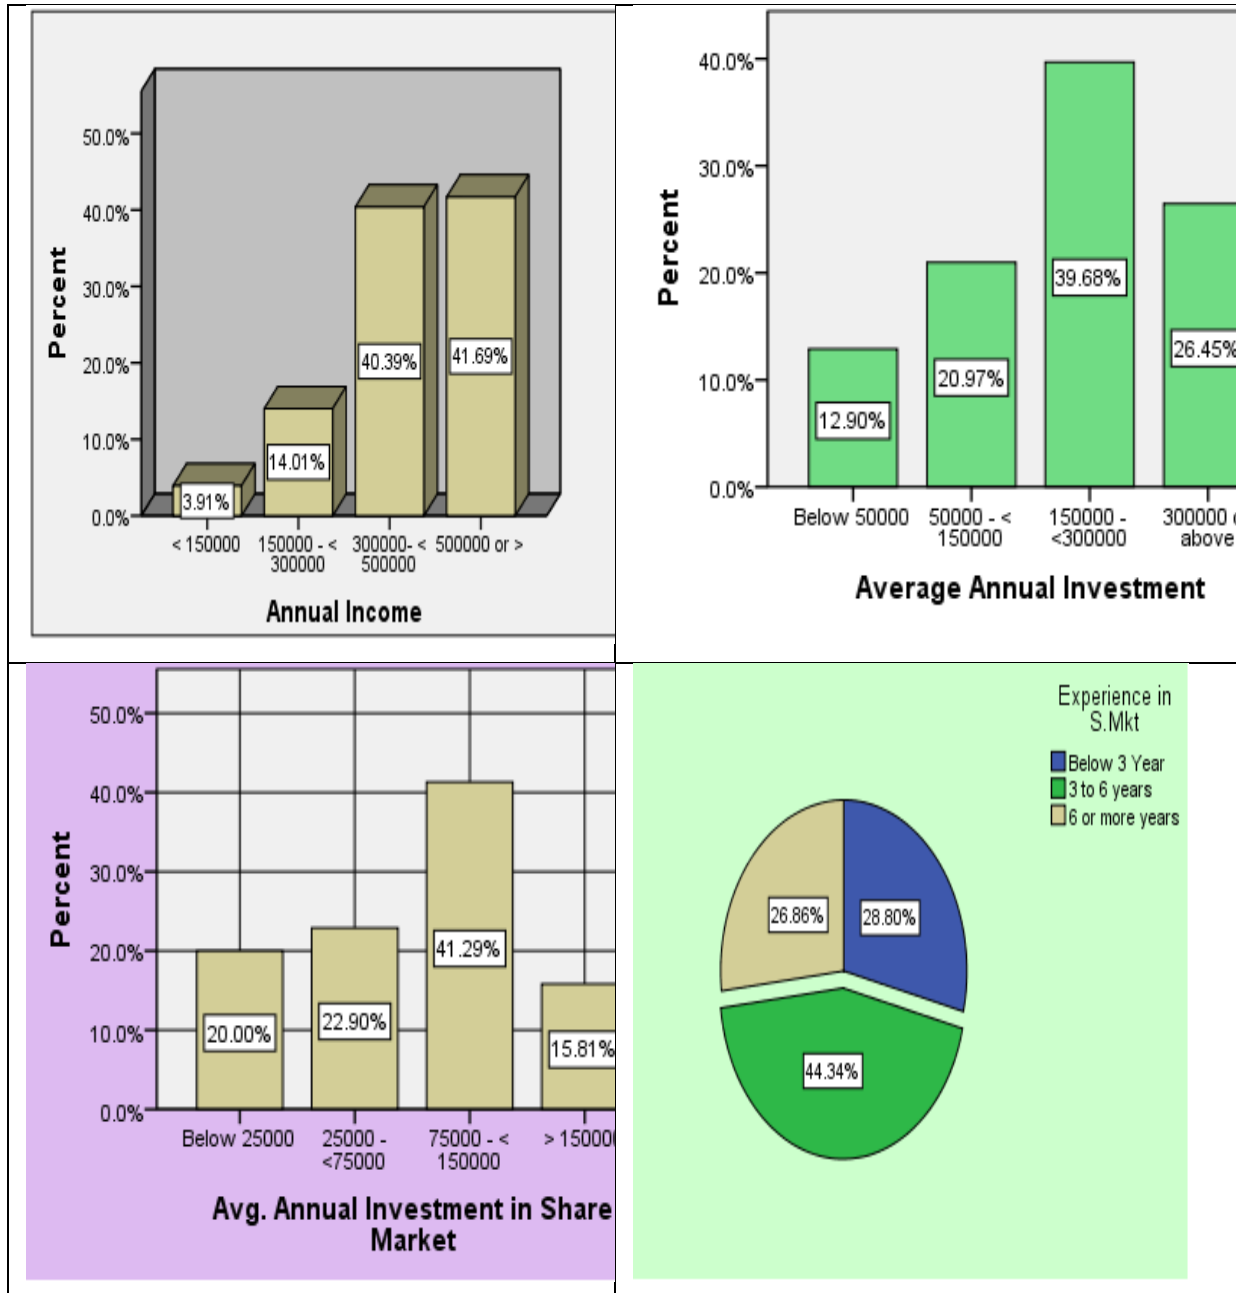 50.0%
40.0%
30.0%
20.0%
10.0%
0.0%
Percent
3.91%
14.01%
40.39%
41.69%
< 150000
150000 - <
300000
300000- <
500000
500000 or >
Annual Income
40.0%
30.0%
20.0%
10.0%
0.0%
Percent
12.90%
20.97%
39.68%
26.45%
Below 50000
50000 - <
150000
150000 -
<300000
300000
above
Average Annual Investment
50.0%
40.0%
30.0%
20.0%
10.0%
0.0%
Percent
20.00%
22.90%
41.29%
15.81%
Below 25000
25000 -
<75000
75000 - <
150000
> 150000
Avg. Annual Investment in Share
Market
Experience in
S.Mkt
Below 3 Year
3 to 6 years
6 or more years
26.86%
28.80%
44.34%